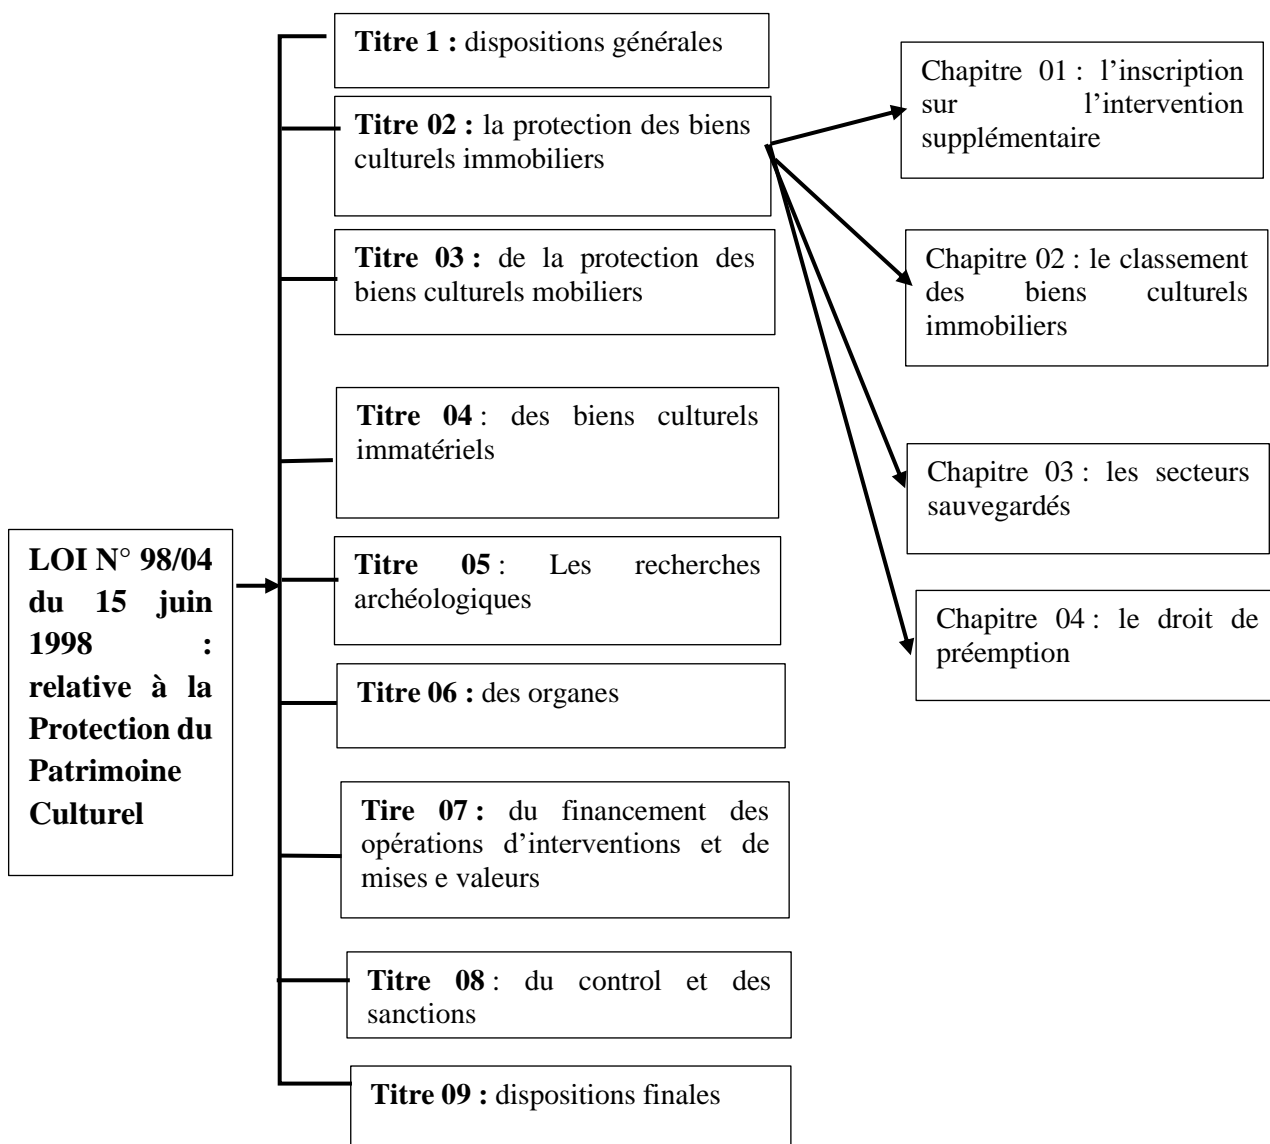 LOI N° 98/04
du 15 juin
1998 :
relative à la
Protection du
Patrimoine
Culturel
Titre 1 : dispositions générales
Titre 02 : la protection des biens
culturels immobiliers
Titre 03 : de la protection des
biens culturels mobiliers
Titre 04 : des biens culturels
immatériels
Titre 05 : Les recherches
archéologiques
Titre 06 : des organes
Tire 07 : du financement des
opérations d’interventions et de
mises e valeurs
Titre 08 : du control et des
sanctions
Titre 09 : dispositions finales
Chapitre 01 : l’inscription
sur l’intervention
supplémentaire
Chapitre 02 : le classement
des biens culturels
immobiliers
Chapitre 03 : les secteurs
sauvegardés
Chapitre 04 : le droit de
préemption